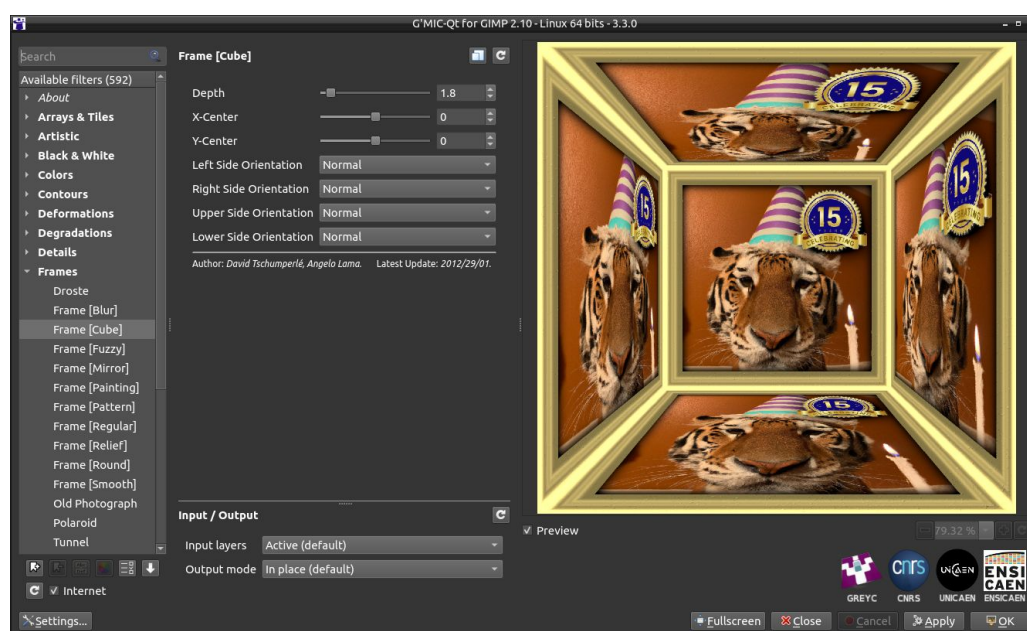 G'MIC-Qt for GIMP 2.10 - Linux 64 bits - 3.3.0
Search
Available filters (592)
About
Arrays & Tiles
Artistic
Black & White
Colors
Contours
Deformations
Degradations
Details
Frames
Droste
Frame [Blur]
Frame [Cube]
Frame [Fuzzy]
Frame [Mirror]
Frame [Painting]
Frame [Pattern]
Frame [Regular]
Frame [Relief]
Frame [Round]
Frame [Smooth]
Old Photograph
Polaroid
Tunnel
Internet
Settings...
Frame [Cube]
Depth 1.8
X-Center 0
Y-Center 0
Left Side Orientation Normal
Right Side Orientation Normal
Upper Side Orientation Normal
Lower Side Orientation Normal
Author: David Tschumperlé, Angelo Lama. Latest Update: 2012/29/01.
Input / Output
Input layers Active (default)
Output mode In place (default)
15
CELEBRATING
15
15
CELEBRATING
15
CELEBRATING
15
Preview
79.32 %
GREYC
cnrs
CNRS
UNICAEN
UNICAEN
ENSI
CAEN
ENSICAEN
Fullscreen
Close
Cancel
Apply
OK